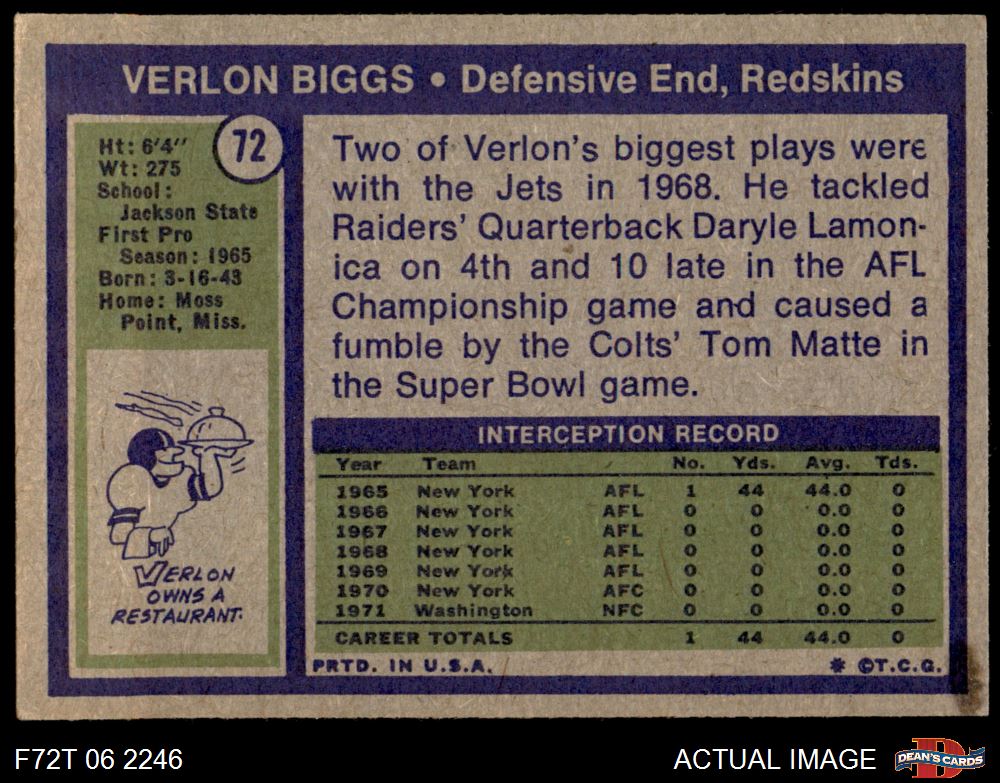 VERLON BIGGS • Defensive End, Redskins
72
Ht: 6'4"
Wt: 275
School:
Jackson State
First Pro
Season: 1965
Born: 3-16-43
Home: Moss
Point, Miss.
VERLON
OWNS A
RESTAURANT.
Two of Verlon's biggest plays were
with the Jets in 1968. He tackled
Raiders' Quarterback Daryle Lamon-
ica on 4th and 10 late in the AFL
Championship game and caused a
fumble by the Colts' Tom Matte in
the Super Bowl game.
INTERCEPTION RECORD
Year Team No. Yds. Avg. Tds.
1965 New York AFL 1 44 44.0 0
1966 New York AFL 0 0 0.0 0
1967 New York AFL 0 0 0.0 0
1968 New York AFL 0 0 0.0 0
1969 New York AFL 0 0 0.0 0
1970 New York AFC 0 0 0.0 0
1971 Washington NFC 0 0 0.0 0
CAREER TOTALS 1 44 44.0 0
PRTD. IN U.S.A. * ©T.C.G.
F72T 06 2246
ACTUAL IMAGE
D
DEAN'S CARDS